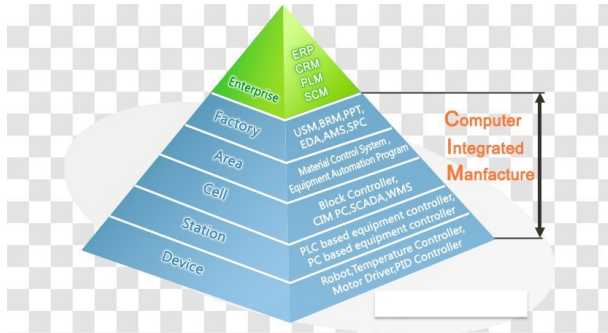 Enterprise
ERP
CRM
PLM
SCM
Factory
USM,BRM,PPT,
EDA,AMS,SPC
Area
Material Control System,
Equipment Automation Program
Cell
Block Controller,
CIM PC,SCADA,WMS
Station
PLC based equipment controller,
PC based equipment controller
Device
Robot,Temperature Controller,
Motor Driver,PID Controller
Computer
Integrated
Manfacture